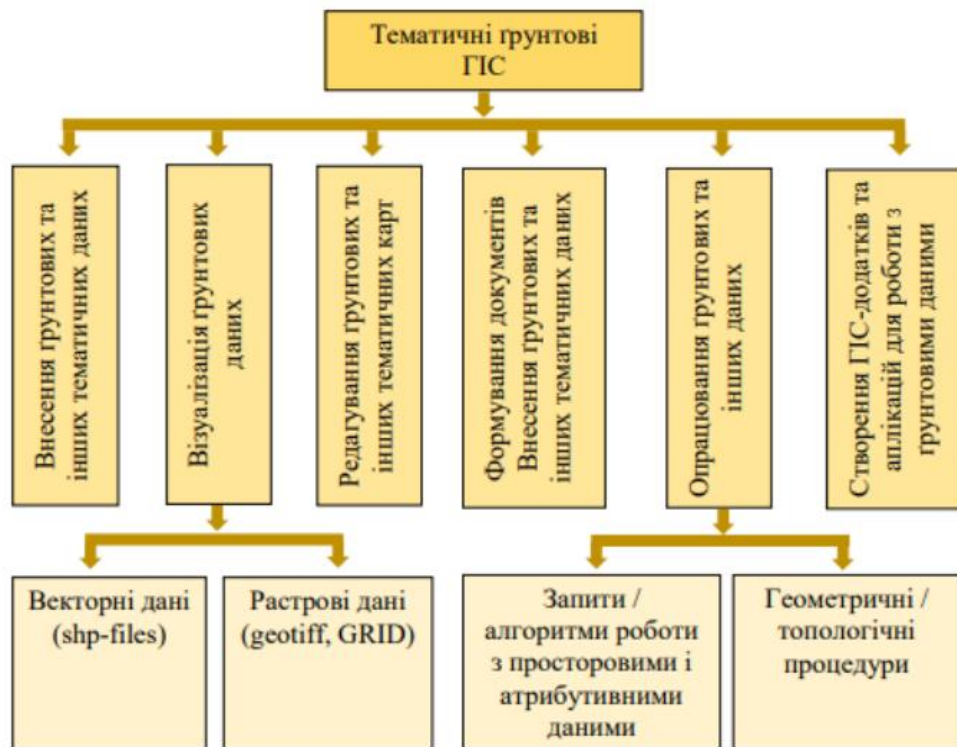 Тематичні ґрунтові
ГІС
Внесення ґрунтових та
інших тематичних даних
Візуалізація ґрунтових
даних
Редагування ґрунтових та
інших тематичних карт
Формування документів
Внесення ґрунтових та
інших тематичних даних
Опрацювання ґрунтових та
інших даних
Створення ГІС-додатків та
аплікацій для роботи з
ґрунтовими даними
Векторні дані
(shp-files)
Растрові дані
(geotiff, GRID)
Запити /
алгоритми роботи
з просторовими і
атрибутивними
даними
Геометричні /
топологічні
процедури